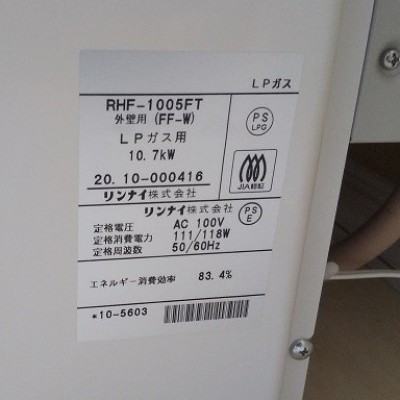 LPガス
RHF-1005FT
外壁用 (FF-W)
PS
LPG
LPガス用
10.7kW
JIA認証
20.10-000416
リンナイ株式会社
リンナイ株式会社
PS
E
定格電圧 AC 100V
定格消費電力 111/118W
定格周波数 50/60Hz
エネルギー消費効率 83.4%
*10-5603